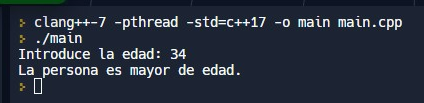 > clang++-7 -pthread -std=c++17 -o main main.cpp
> ./main
Introduce la edad: 34
La persona es mayor de edad.
>